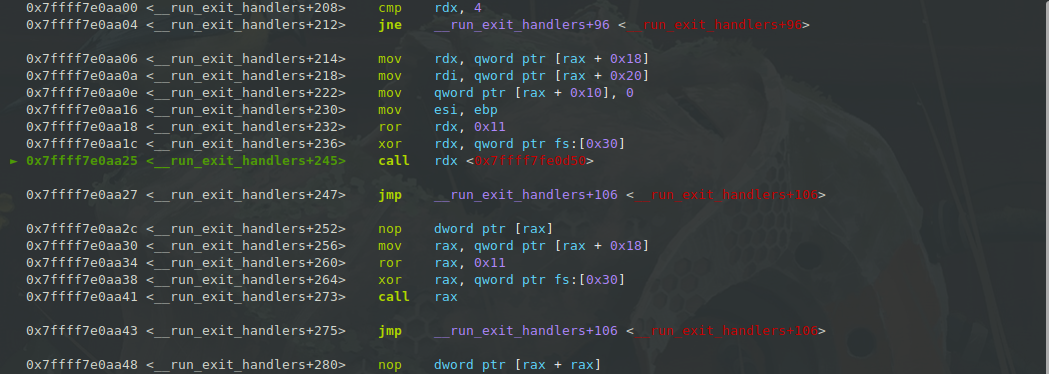 0x7ffff7e0aa00 <__run_exit_handlers+208> cmp rdx, 4
0x7ffff7e0aa04 <__run_exit_handlers+212> jne __run_exit_handlers+96 <__run_exit_handlers+96>
0x7ffff7e0aa06 <__run_exit_handlers+214> mov rdx, qword ptr [rax + 0x18]
0x7ffff7e0aa0a <__run_exit_handlers+218> mov rdi, qword ptr [rax + 0x20]
0x7ffff7e0aa0e <__run_exit_handlers+222> mov qword ptr [rax + 0x10], 0
0x7ffff7e0aa16 <__run_exit_handlers+230> mov esi, ebp
0x7ffff7e0aa18 <__run_exit_handlers+232> ror rdx, 0x11
0x7ffff7e0aa1c <__run_exit_handlers+236> xor rdx, qword ptr fs:[0x30]
► 0x7ffff7e0aa25 <__run_exit_handlers+245> call rdx <0x7ffff7fe0d50>
0x7ffff7e0aa27 <__run_exit_handlers+247> jmp __run_exit_handlers+106 <__run_exit_handlers+106>
0x7ffff7e0aa2c <__run_exit_handlers+252> nop dword ptr [rax]
0x7ffff7e0aa30 <__run_exit_handlers+256> mov rax, qword ptr [rax + 0x18]
0x7ffff7e0aa34 <__run_exit_handlers+260> ror rax, 0x11
0x7ffff7e0aa38 <__run_exit_handlers+264> xor rax, qword ptr fs:[0x30]
0x7ffff7e0aa41 <__run_exit_handlers+273> call rax
0x7ffff7e0aa43 <__run_exit_handlers+275> jmp __run_exit_handlers+106 <__run_exit_handlers+106>
0x7ffff7e0aa48 <__run_exit_handlers+280> nop dword ptr [rax + rax]